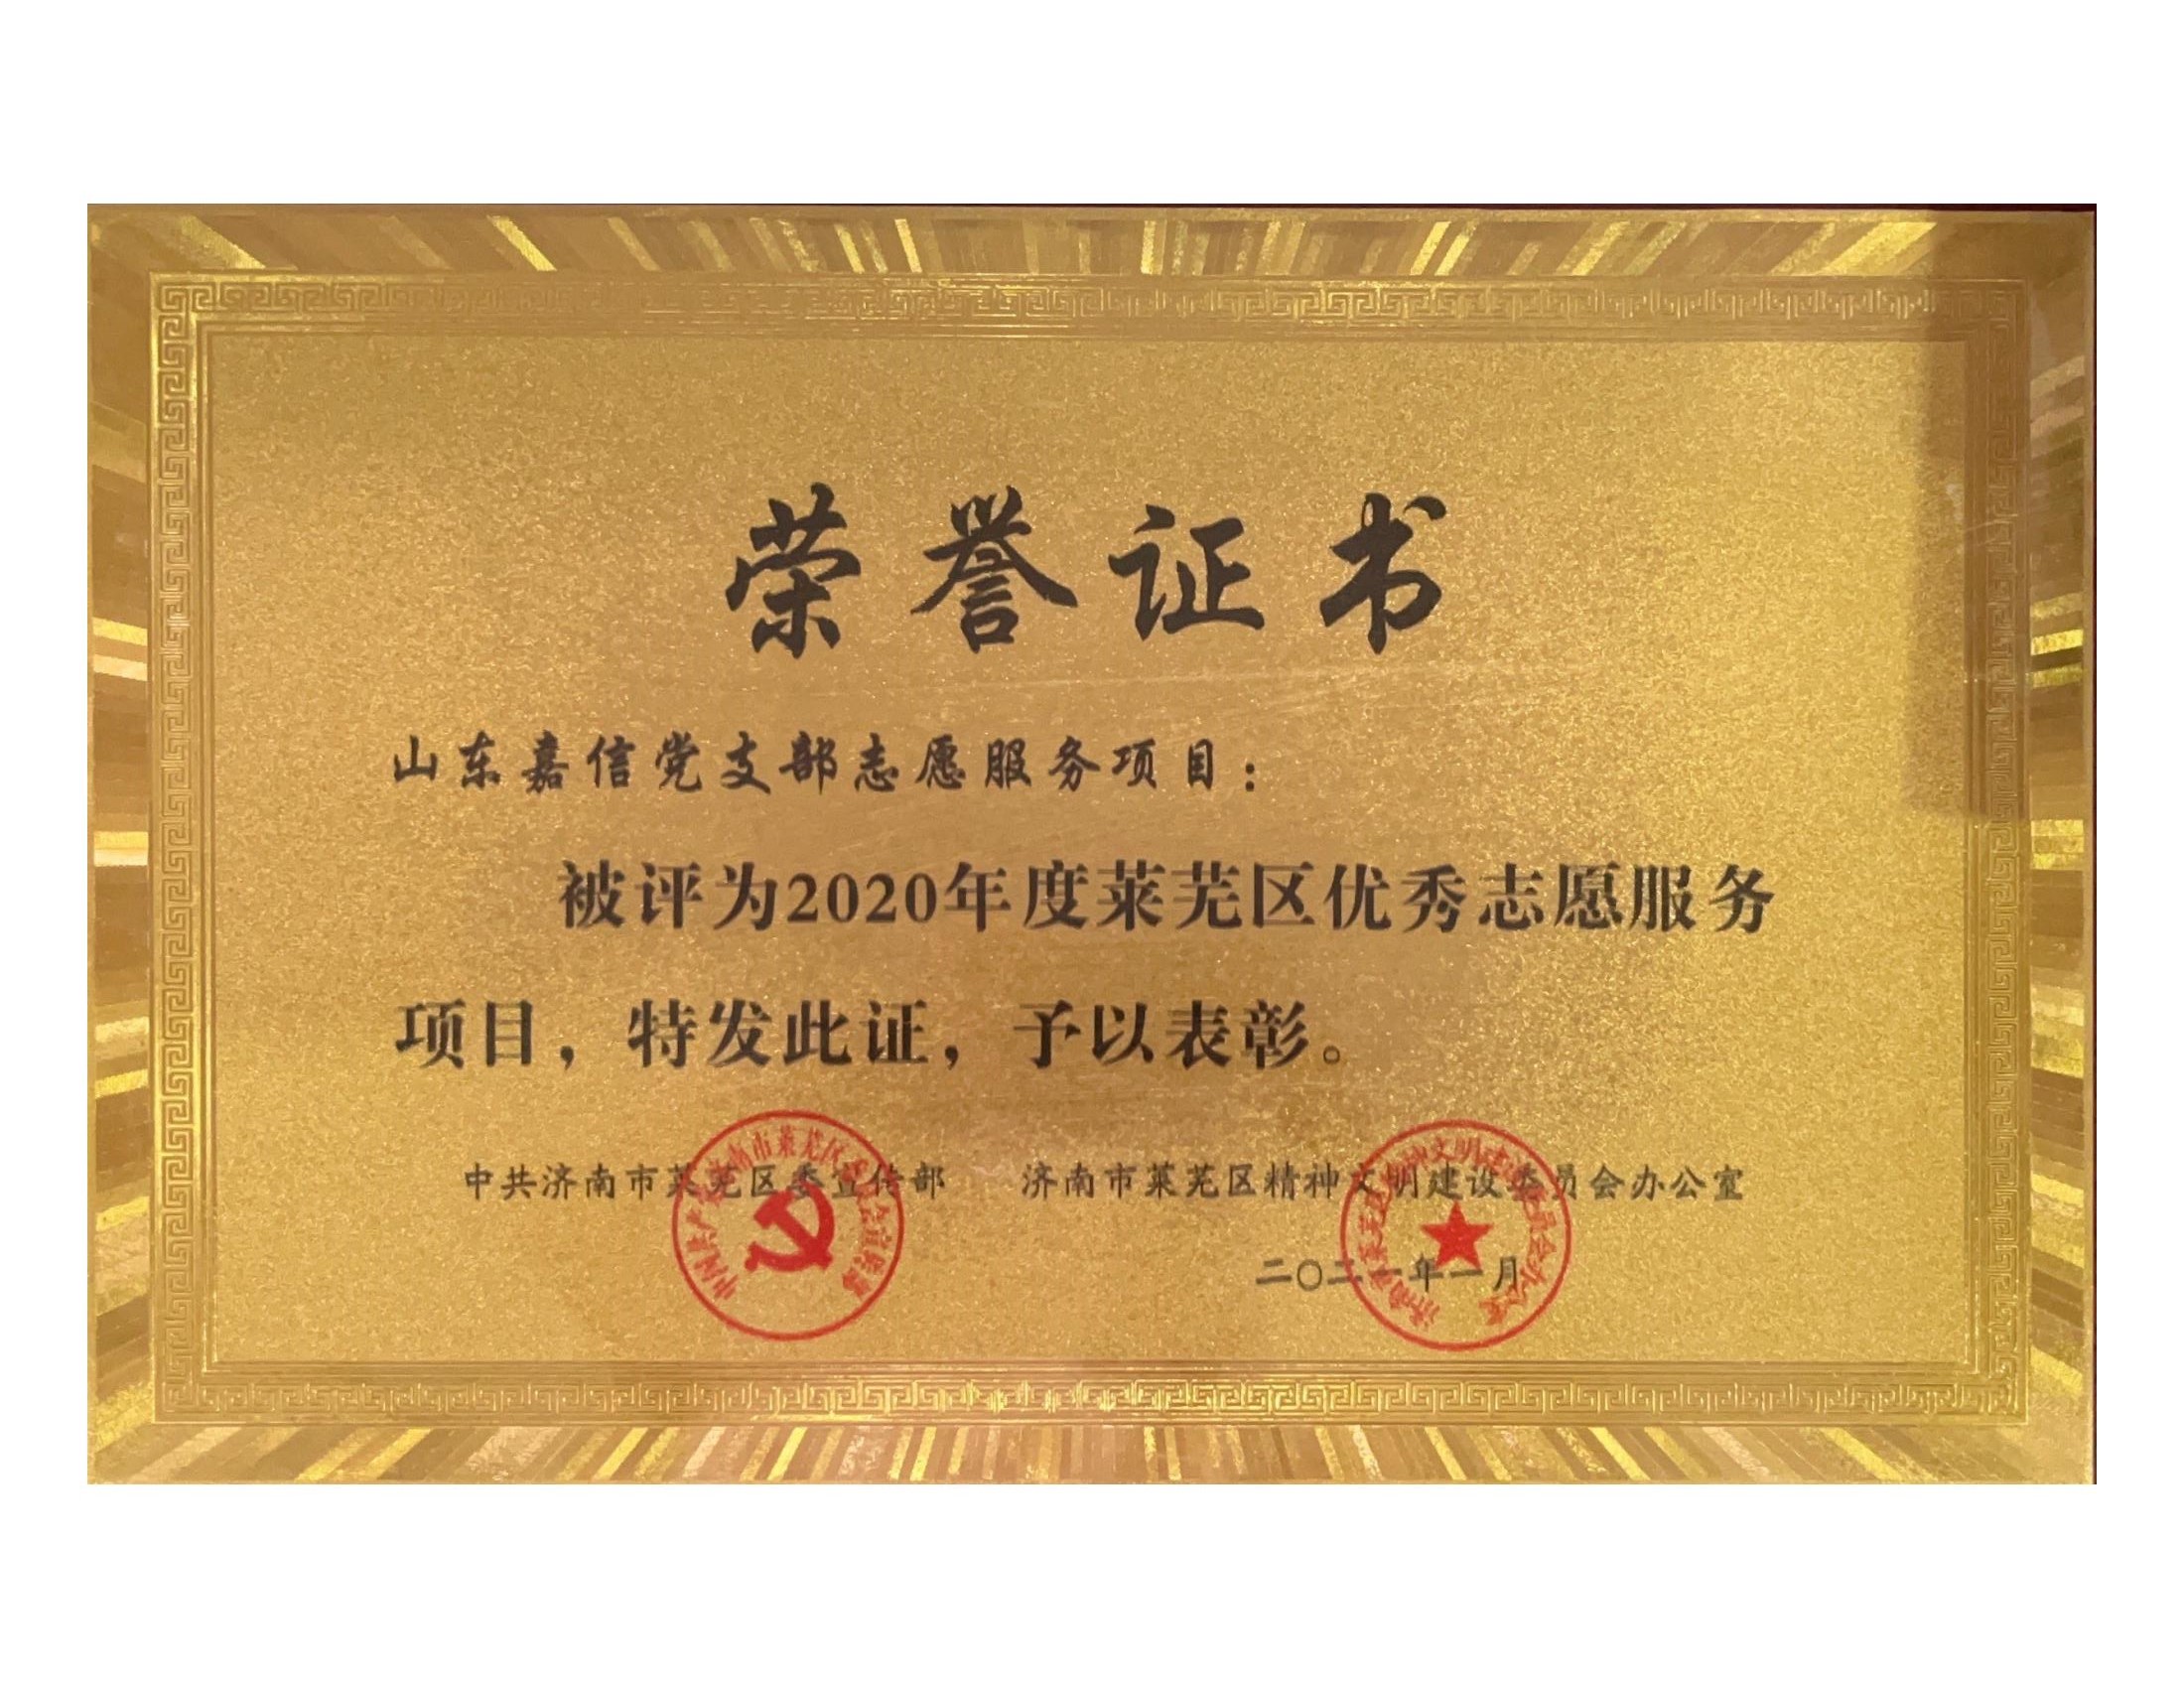 荣誉证书
山东嘉信党支部志愿服务项目：
被评为2020年度莱芜区优秀志愿服务
项目，特发此证，予以表彰。
中共济南市莱芜区委宣传部 济南市莱芜区精神文明建设委员会办公室
二〇二一年一月